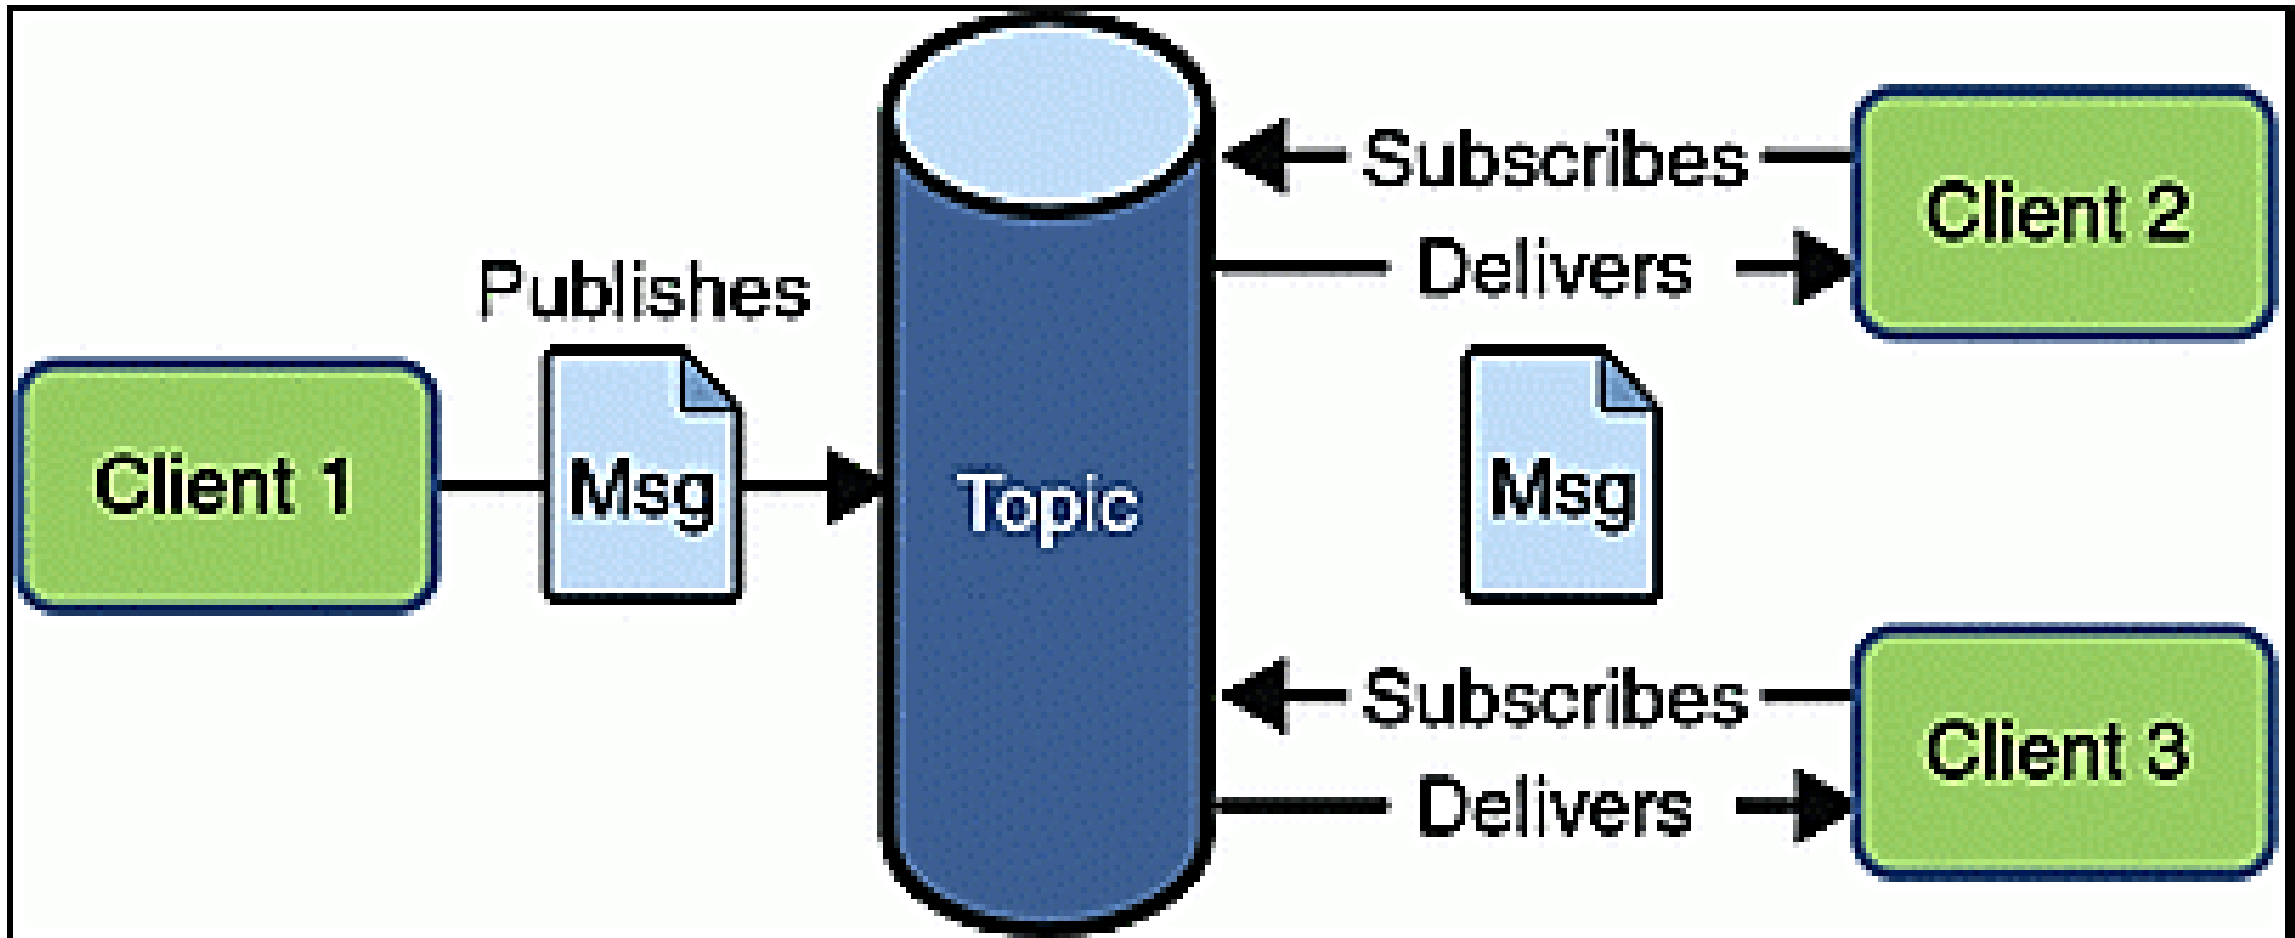 Publishes
Client 1
Msg
Topic
Subscribes
Delivers
Client 2
Msg
Subscribes
Delivers
Client 3